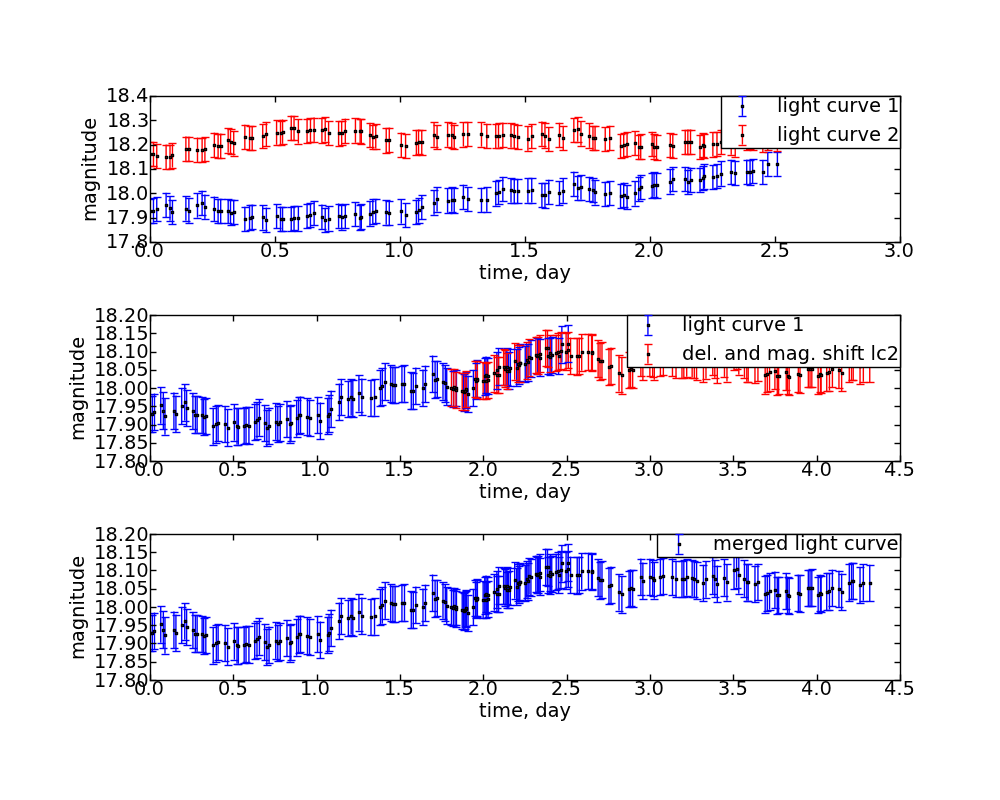 18.4
18.3
18.2
18.1
18.0
17.9
17.8
magnitude
light curve 1
light curve 2
0.0 0.5 1.0 1.5 2.0 2.5 3.0
time, day
18.20
18.15
18.10
18.05
18.00
17.95
17.90
17.85
17.80
magnitude
light curve 1
del. and mag. shift lc2
0.0 0.5 1.0 1.5 2.0 2.5 3.0 3.5 4.0 4.5
time, day
18.20
18.15
18.10
18.05
18.00
17.95
17.90
17.85
17.80
magnitude
merged light curve
0.0 0.5 1.0 1.5 2.0 2.5 3.0 3.5 4.0 4.5
time, day